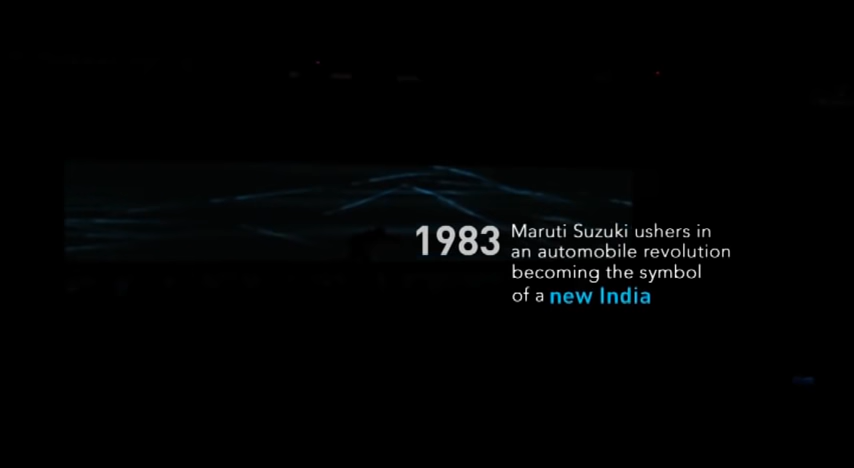 1983
Maruti Suzuki ushers in
an automobile revolution
becoming the symbol
of a new India